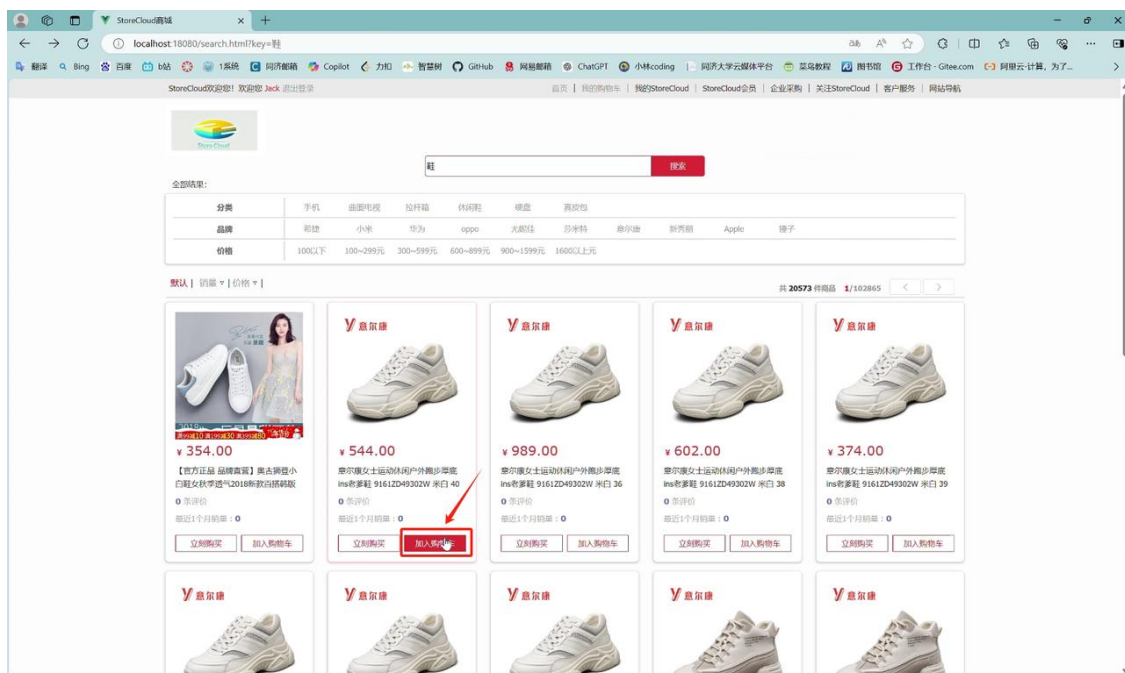 StoreCloud商城
localhost:18080/search.html?key=鞋
翻译 Bing 百度 b站 1系统 同济邮箱 Copilot 力扣 智慧树 GitHub 网易邮箱 ChatGPT 小林coding 同济大学云媒体平台 菜鸟教程 图书馆 工作台 - Gitee.com 阿里云-计算，为了...
StoreCloud欢迎您！ 欢迎您 Jack 退出登录 首页 | 我的购物车 | 我的StoreCloud | StoreCloud会员 | 企业采购 | 关注StoreCloud | 客户服务 | 网站导航
Store Cloud
鞋 搜索
全部结果：
分类 手机 曲面电视 拉杆箱 休闲鞋 硬盘 真皮包
品牌 希捷 小米 华为 oppo 尤妮佳 莎米特 意尔康 新秀丽 Apple 锤子
价格 100以下 100~299元 300~599元 600~899元 900~1599元 1600以上元
默认 | 销量 | 价格 | 共 20573 件商品 1/102865 < >
意尔康 意尔康 意尔康 意尔康
¥ 354.00 ¥ 544.00 ¥ 989.00 ¥ 602.00 ¥ 374.00
【官方正品 品牌直营】奥古狮登小 意尔康女士运动休闲户外跑步厚底 意尔康女士运动休闲户外跑步厚底 意尔康女士运动休闲户外跑步厚底 意尔康女士运动休闲户外跑步厚底
白鞋女秋季透气2018新款百搭韩版 ins老爹鞋 9161ZD49302W 米白 40 ins老爹鞋 9161ZD49302W 米白 36 ins老爹鞋 9161ZD49302W 米白 38 ins老爹鞋 9161ZD49302W 米白 39
0 条评价 0 条评价 0 条评价 0 条评价 0 条评价
最近1个月销量：0 最近1个月销量：0 最近1个月销量：0 最近1个月销量：0 最近1个月销量：0
立刻购买 加入购物车 立刻购买 加入购物车 立刻购买 加入购物车 立刻购买 加入购物车 立刻购买 加入购物车
意尔康 意尔康 意尔康 意尔康 意尔康